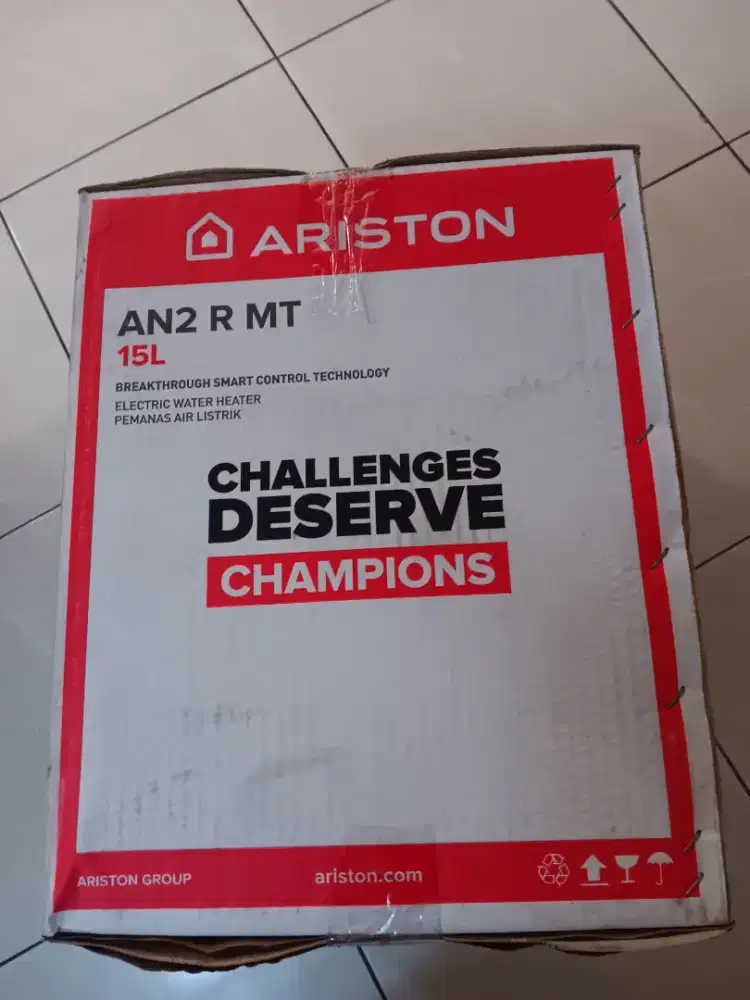 ARISTON
AN2 R MT
15L
BREAKTHROUGH SMART CONTROL TECHNOLOGY
ELECTRIC WATER HEATER
PEMANAS AIR LISTRIK
CHALLENGES
DESERVE
CHAMPIONS
ARISTON GROUP
ariston.com